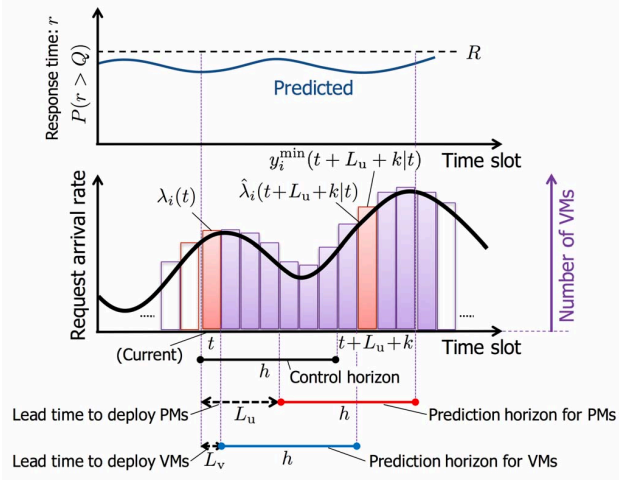 Response time: r
P(r > Q)
R
Predicted
Time slot
y_i^min(t + L_u + k|t)
λ̂_i(t+L_u+k|t)
λ_i(t)
Request arrival rate
Number of VMs
.....
.....
t
t+L_u+k
Time slot
(Current)
h
Control horizon
Lead time to deploy PMs
L_u
h
Prediction horizon for PMs
Lead time to deploy VMs
L_v
h
Prediction horizon for VMs